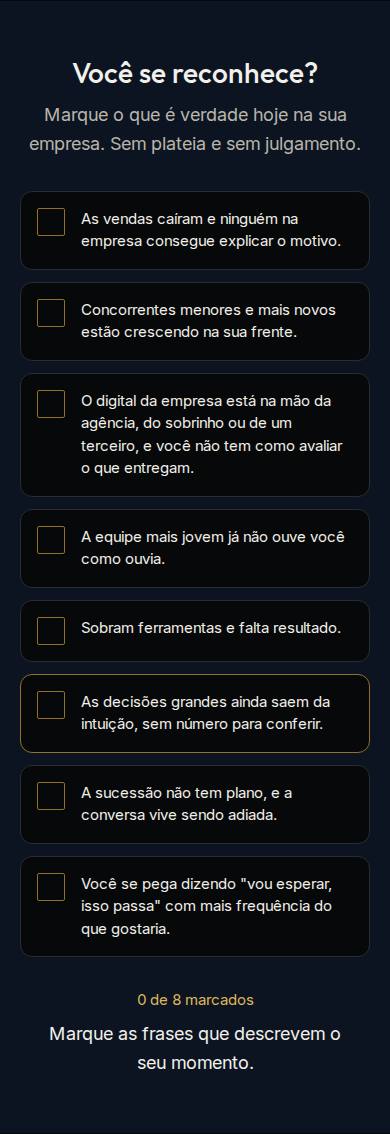 Você se reconhece?
Marque o que é verdade hoje na sua
empresa. Sem plateia e sem julgamento.
As vendas caíram e ninguém na
empresa consegue explicar o motivo.
Concorrentes menores e mais novos
estão crescendo na sua frente.
O digital da empresa está na mão da
agência, do sobrinho ou de um
terceiro, e você não tem como avaliar
o que entregam.
A equipe mais jovem já não ouve você
como ouvia.
Sobram ferramentas e falta resultado.
As decisões grandes ainda saem da
intuição, sem número para conferir.
A sucessão não tem plano, e a
conversa vive sendo adiada.
Você se pega dizendo "vou esperar,
isso passa" com mais frequência do
que gostaria.
0 de 8 marcados
Marque as frases que descrevem o
seu momento.